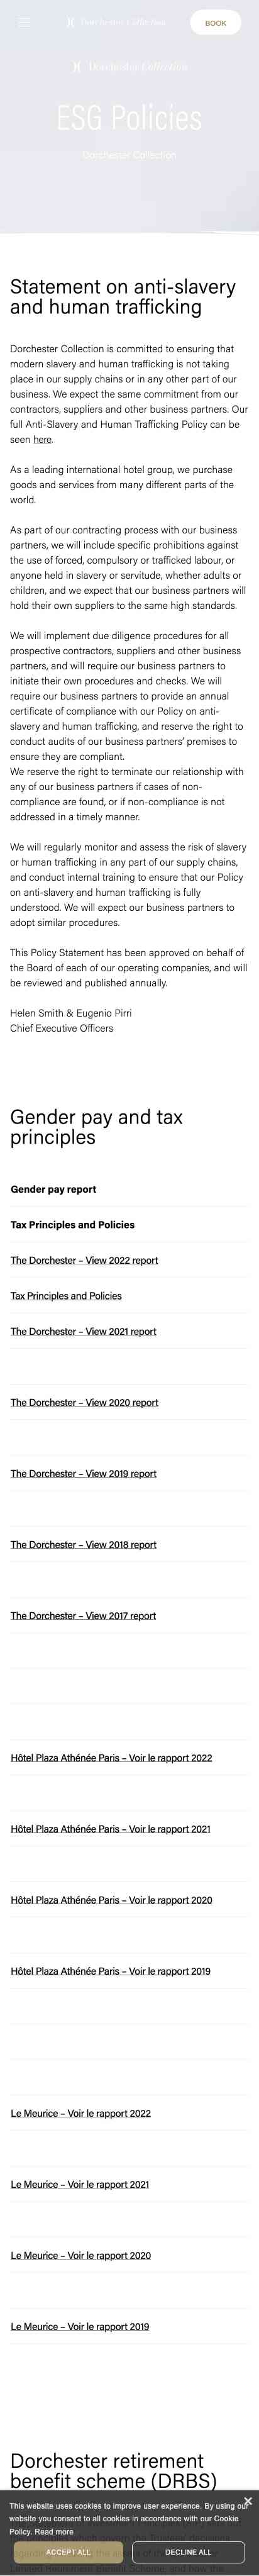 Dorchester Collection
BOOK
Dorchester Collection
ESG Policies
Dorchester Collection
Statement on anti-slavery
and human trafficking
Dorchester Collection is committed to ensuring that
modern slavery and human trafficking is not taking
place in our supply chains or in any other part of our
business. We expect the same commitment from our
contractors, suppliers and other business partners. Our
full Anti-Slavery and Human Trafficking Policy can be
seen here.
As a leading international hotel group, we purchase
goods and services from many different parts of the
world.
As part of our contracting process with our business
partners, we will include specific prohibitions against
the use of forced, compulsory or trafficked labour, or
anyone held in slavery or servitude, whether adults or
children, and we expect that our business partners will
hold their own suppliers to the same high standards.
We will implement due diligence procedures for all
prospective contractors, suppliers and other business
partners, and will require our business partners to
initiate their own procedures and checks. We will
require our business partners to provide an annual
certificate of compliance with our Policy on anti-
slavery and human trafficking, and reserve the right to
conduct audits of our business partners' premises to
ensure they are compliant.
We reserve the right to terminate our relationship with
any of our business partners if cases of non-
compliance are found, or if non-compliance is not
addressed in a timely manner.
We will regularly monitor and assess the risk of slavery
or human trafficking in any part of our supply chains,
and conduct internal training to ensure that our Policy
on anti-slavery and human trafficking is fully
understood. We will expect our business partners to
adopt similar procedures.
This Policy Statement has been approved on behalf of
the Board of each of our operating companies, and will
be reviewed and published annually.
Helen Smith & Eugenio Pirri
Chief Executive Officers
Gender pay and tax
principles
Gender pay report
Tax Principles and Policies
The Dorchester – View 2022 report
Tax Principles and Policies
The Dorchester – View 2021 report
The Dorchester – View 2020 report
The Dorchester – View 2019 report
The Dorchester – View 2018 report
The Dorchester – View 2017 report
Hôtel Plaza Athénée Paris – Voir le rapport 2022
Hôtel Plaza Athénée Paris – Voir le rapport 2021
Hôtel Plaza Athénée Paris – Voir le rapport 2020
Hôtel Plaza Athénée Paris – Voir le rapport 2019
Le Meurice – Voir le rapport 2022
Le Meurice – Voir le rapport 2021
Le Meurice – Voir le rapport 2020
Le Meurice – Voir le rapport 2019
Dorchester retirement
benefit scheme (DRBS)
This website uses cookies to improve user experience. By using our
website you consent to all cookies in accordance with our Cookie
Policy. Read more
ACCEPT ALL
DECLINE ALL